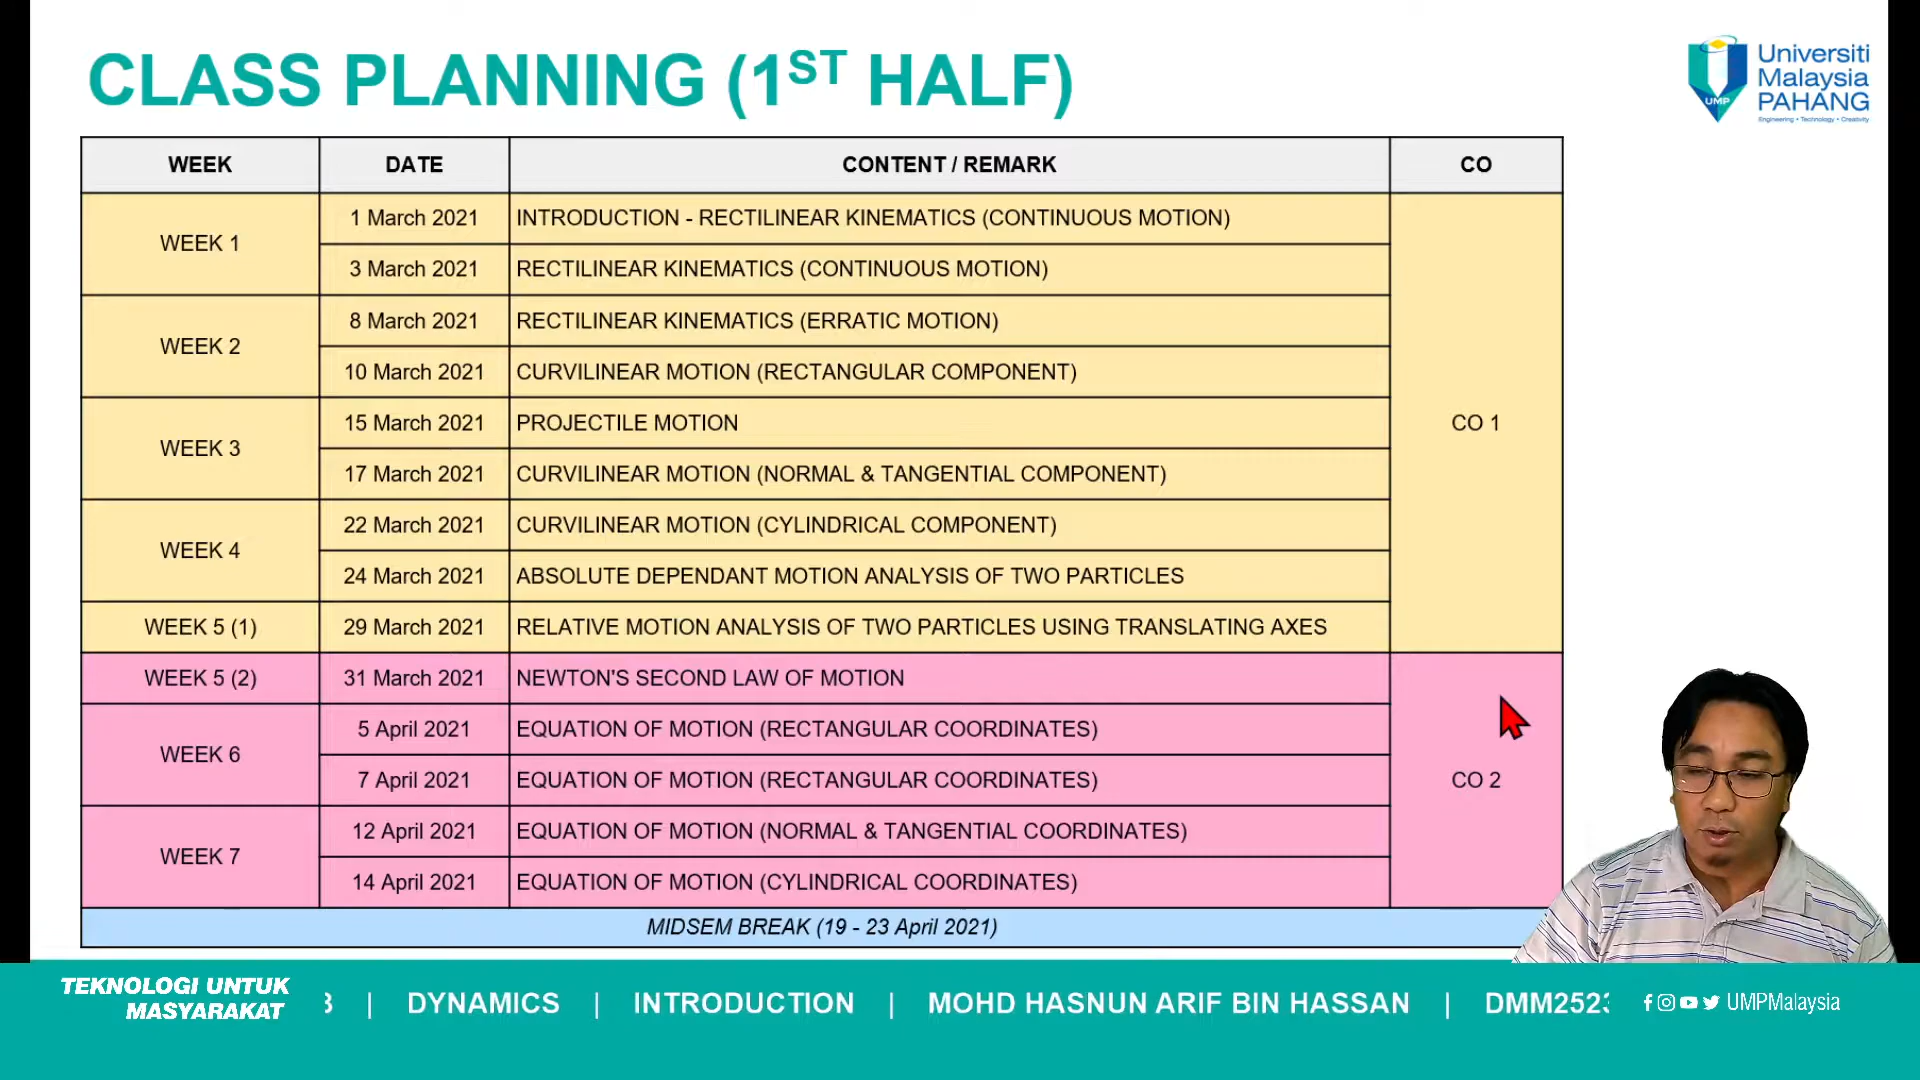 CLASS PLANNING (1ST HALF)
Universiti
Malaysia
PAHANG
Engineering • Technology • Creativity
UMP
WEEK DATE CONTENT / REMARK CO
WEEK 1
1 March 2021 INTRODUCTION - RECTILINEAR KINEMATICS (CONTINUOUS MOTION)
3 March 2021 RECTILINEAR KINEMATICS (CONTINUOUS MOTION)
WEEK 2
8 March 2021 RECTILINEAR KINEMATICS (ERRATIC MOTION)
10 March 2021 CURVILINEAR MOTION (RECTANGULAR COMPONENT)
WEEK 3
15 March 2021 PROJECTILE MOTION
CO 1
17 March 2021 CURVILINEAR MOTION (NORMAL & TANGENTIAL COMPONENT)
WEEK 4
22 March 2021 CURVILINEAR MOTION (CYLINDRICAL COMPONENT)
24 March 2021 ABSOLUTE DEPENDANT MOTION ANALYSIS OF TWO PARTICLES
WEEK 5 (1) 29 March 2021 RELATIVE MOTION ANALYSIS OF TWO PARTICLES USING TRANSLATING AXES
WEEK 5 (2) 31 March 2021 NEWTON'S SECOND LAW OF MOTION
WEEK 6
5 April 2021 EQUATION OF MOTION (RECTANGULAR COORDINATES)
7 April 2021 EQUATION OF MOTION (RECTANGULAR COORDINATES)
CO 2
WEEK 7
12 April 2021 EQUATION OF MOTION (NORMAL & TANGENTIAL COORDINATES)
14 April 2021 EQUATION OF MOTION (CYLINDRICAL COORDINATES)
MIDSEM BREAK (19 - 23 April 2021)
TEKNOLOGI UNTUK
MASYARAKAT
3 | DYNAMICS | INTRODUCTION | MOHD HASNUN ARIF BIN HASSAN | DMM2523
UMPMalaysia